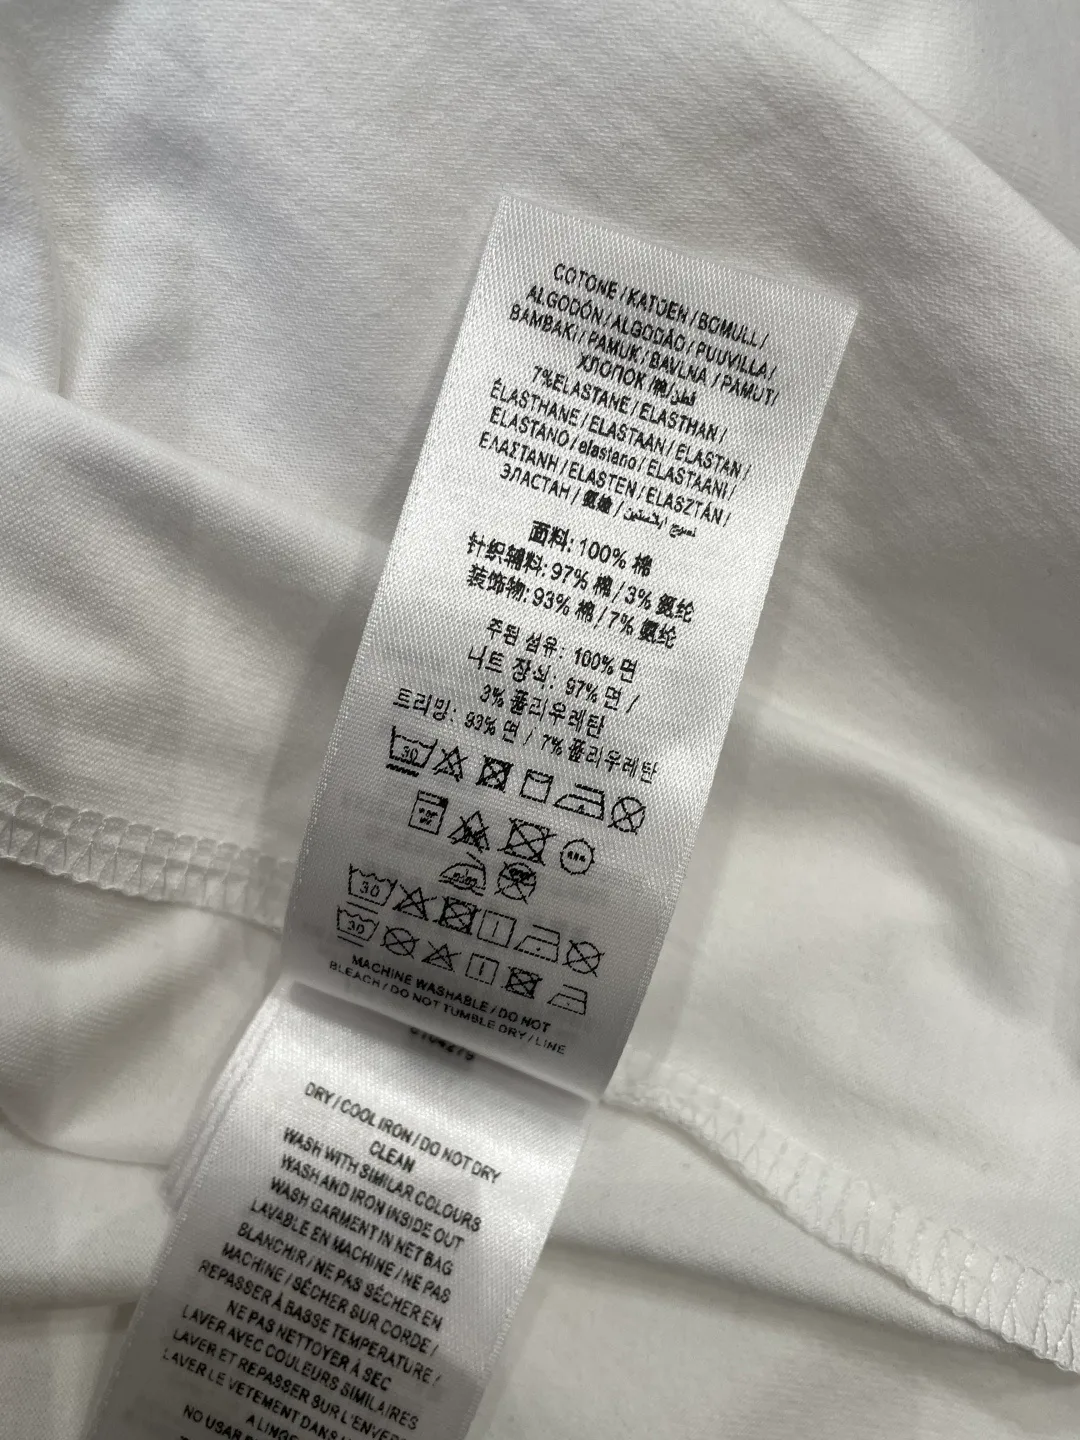 COTONE / KATOEN / BOMULL /
ALGODÓN / ALGODÃO / PUUVILLA /
BAMBAKI / PAMUK / BAVLNA / PAMUT /
ХЛОПОК / 棉 / قطن
7%ELASTANE / ELASTHAN /
ÉLASTHANE / ELASTAAN / ELASTAN /
ELASTANO / elastano / ELASTAANI /
ΕΛΑΣΤΑΝΗ / ELASTEN / ELASZTÁN /
ЭЛАСТАН / 氨纶 /
面料: 100% 棉
针织辅料: 97% 棉 / 3% 氨纶
装饰物: 93% 棉 / 7% 氨纶
주된 섬유: 100% 면
니트 장식: 97% 면 /
3% 폴리우레탄
트리밍: 93% 면 / 7% 폴리우레탄
30
30
30
MACHINE WASHABLE / DO NOT
BLEACH / DO NOT TUMBLE DRY / LINE
DRY / COOL IRON / DO NOT DRY
CLEAN
WASH WITH SIMILAR COLOURS
WASH AND IRON INSIDE OUT
WASH GARMENT IN NET BAG
LAVABLE EN MACHINE / NE PAS
BLANCHIR / NE PAS SÉCHER EN
MACHINE / SÉCHER SUR CORDE /
REPASSER À BASSE TEMPERATURE /
NE PAS NETTOYER À SEC
LAVER AVEC COULEURS SIMILAIRES
LAVER ET REPASSER SUR L'ENVERS
LAVER LE VETEMENT DANS
A LINGE
NO USAR